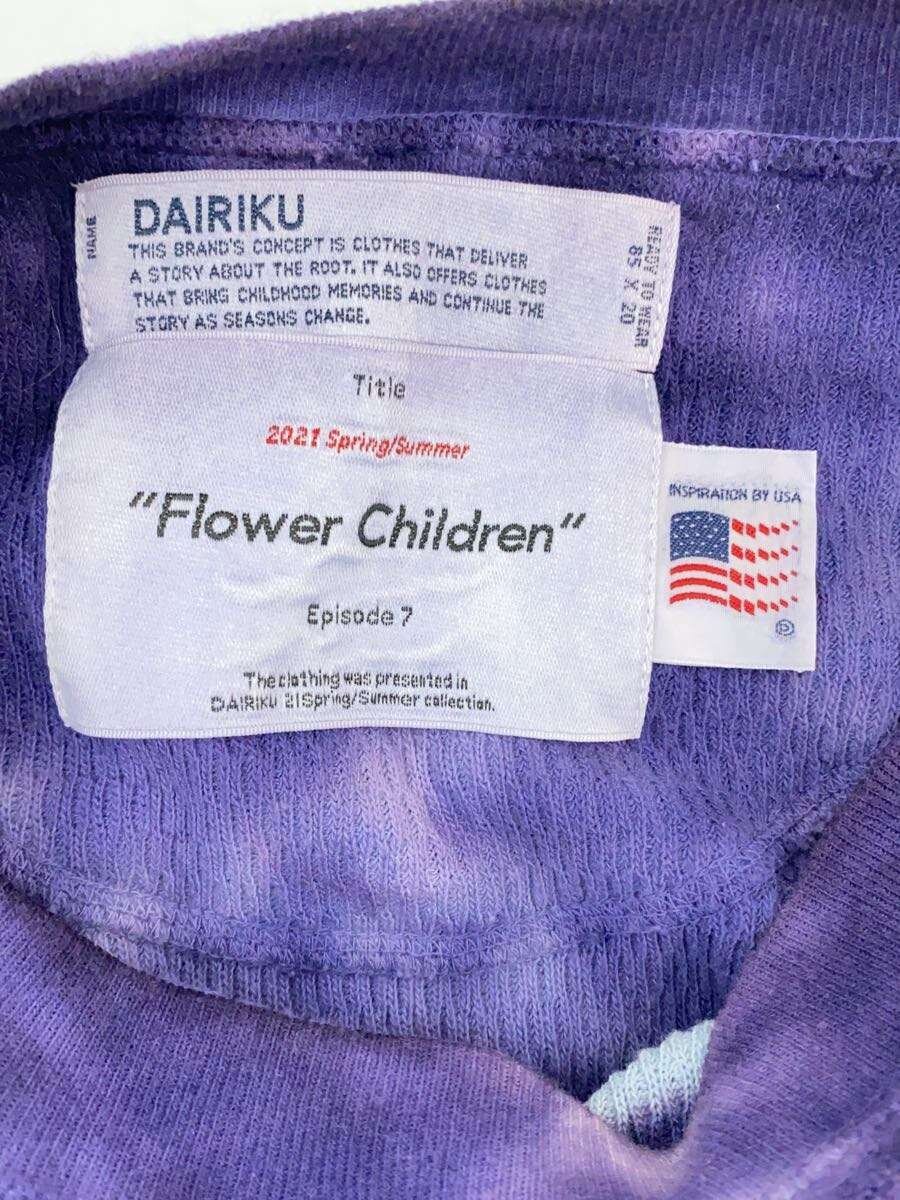 NAME
DAIRIKU
THIS BRAND'S CONCEPT IS CLOTHES THAT DELIVER
A STORY ABOUT THE ROOT. IT ALSO OFFERS CLOTHES
THAT BRING CHILDHOOD MEMORIES AND CONTINUE THE
STORY AS SEASONS CHANGE.
READY TO WEAR
85 X 20
Title
2021 Spring/Summer
"Flower Children"
Episode 7
The clothing was presented in
DAIRIKU 21Spring/Summer collection.
INSPIRATION BY USA